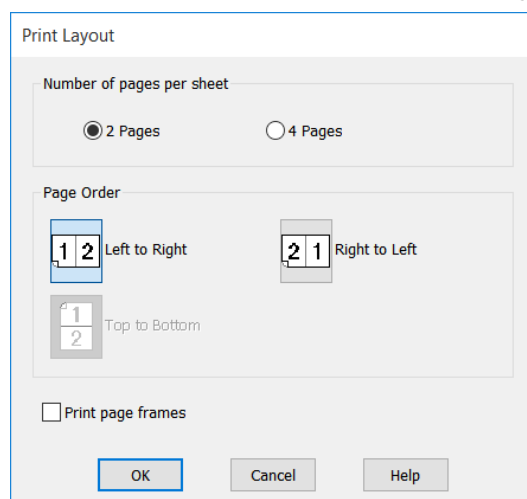 Print Layout
Number of pages per sheet
2 Pages 4 Pages
Page Order
1 2 Left to Right 2 1 Right to Left
1
2 Top to Bottom
Print page frames
OK Cancel Help